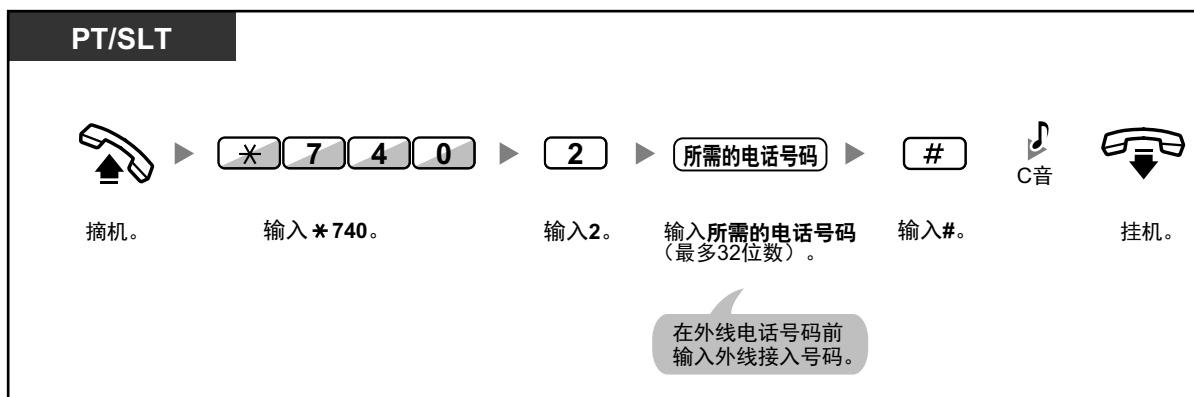 PT/SLT
* 7 4 0
2
所需的电话号码
#
C音
摘机。
输入*740。
输入2。
输入所需的电话号码
(最多32位数)。
输入#。
挂机。
在外线电话号码前
输入外线接入号码。